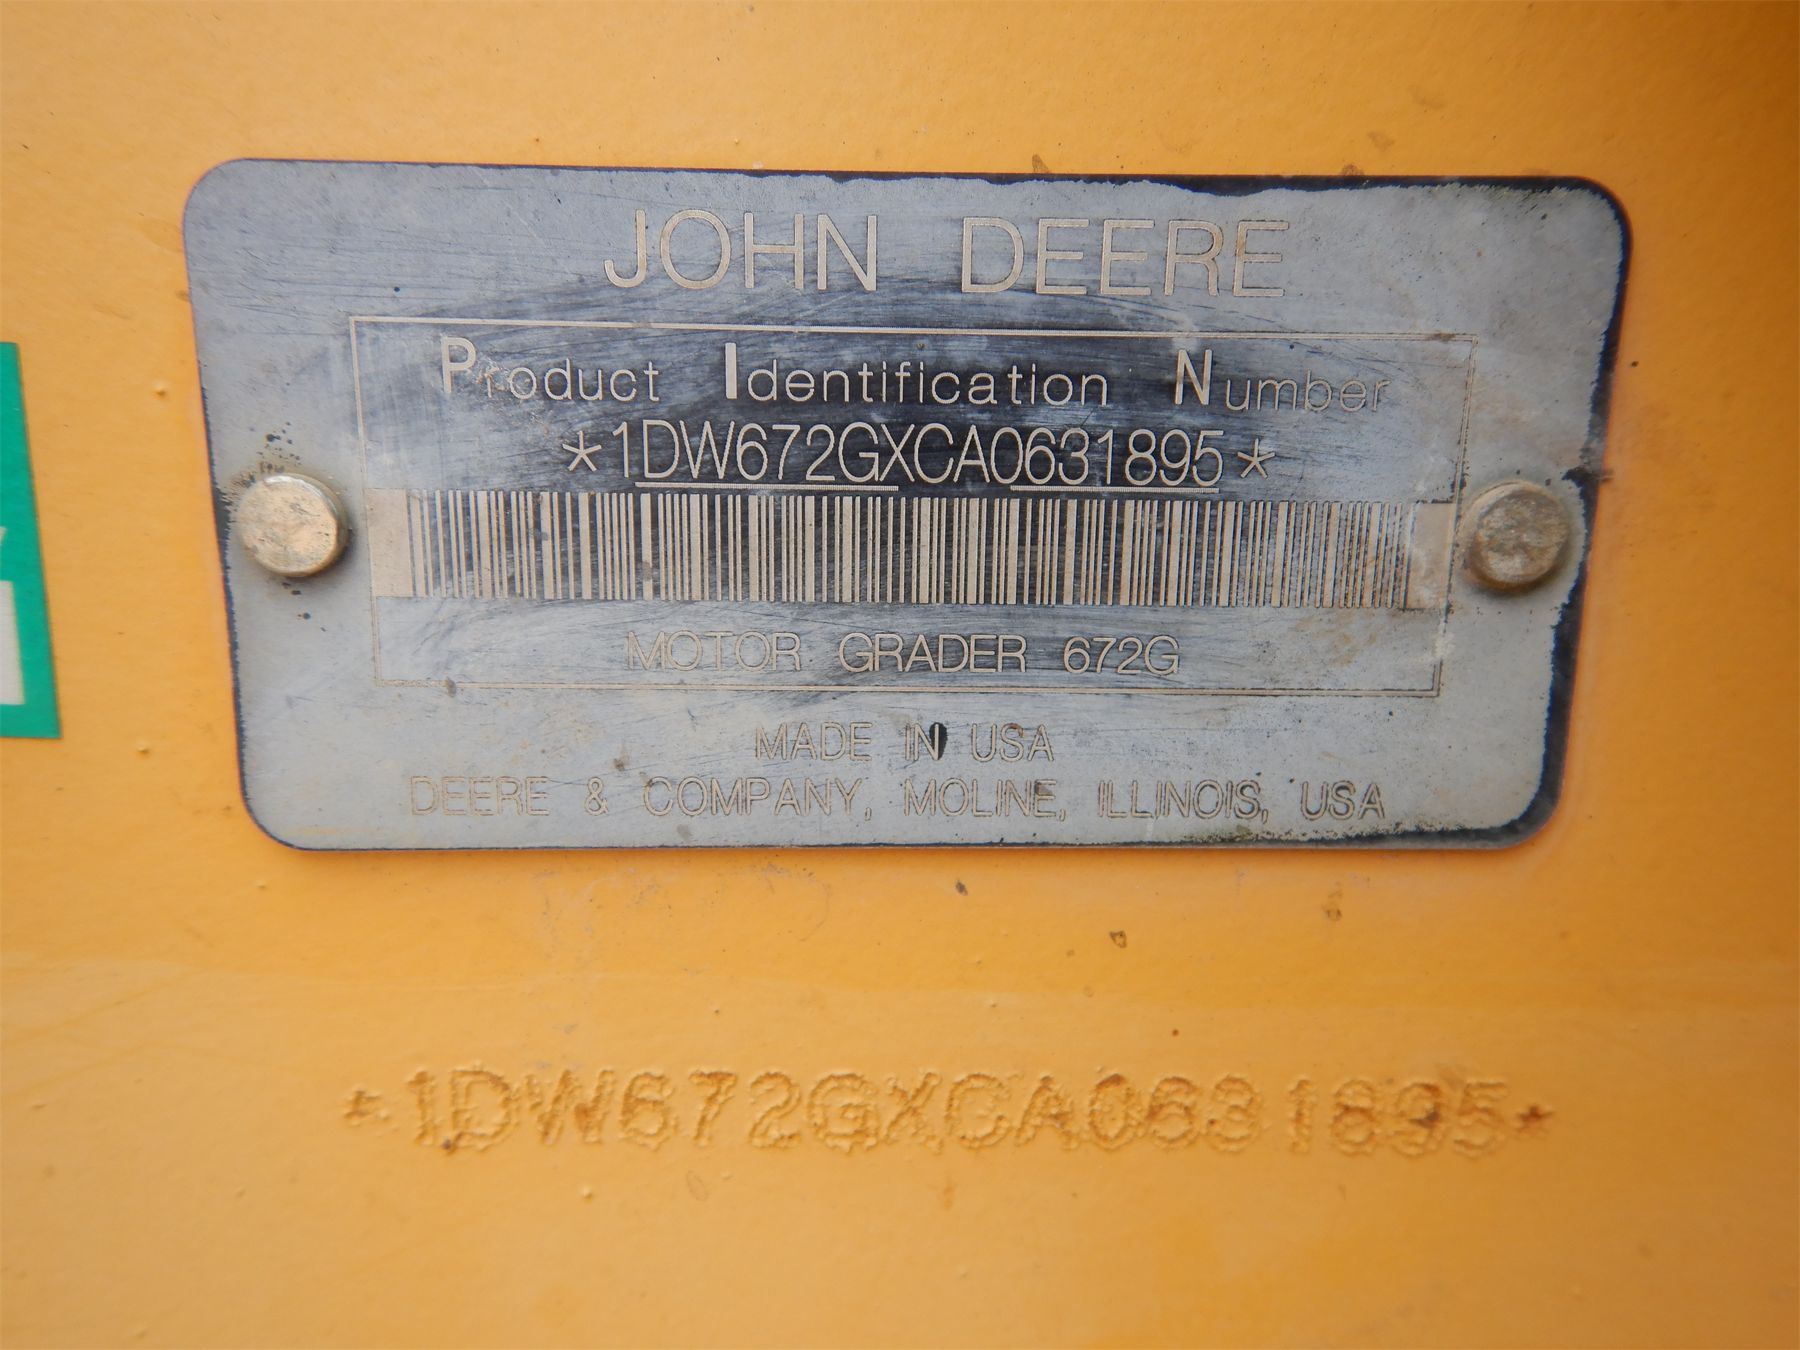 JOHN DEERE
Product Identification Number
*1DW672GXCA0631895*
MOTOR GRADER 672G
MADE IN USA
DEERE & COMPANY, MOLINE, ILLINOIS, USA
*1DW672GXCA0631895*